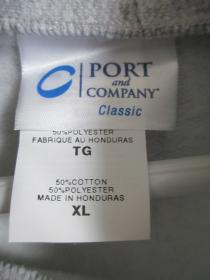 PORT
and
COMPANY
Classic
50%POLYESTER
FABRIQUE AU HONDURAS
TG
50%COTTON
50%POLYESTER
MADE IN HONDURAS
XL